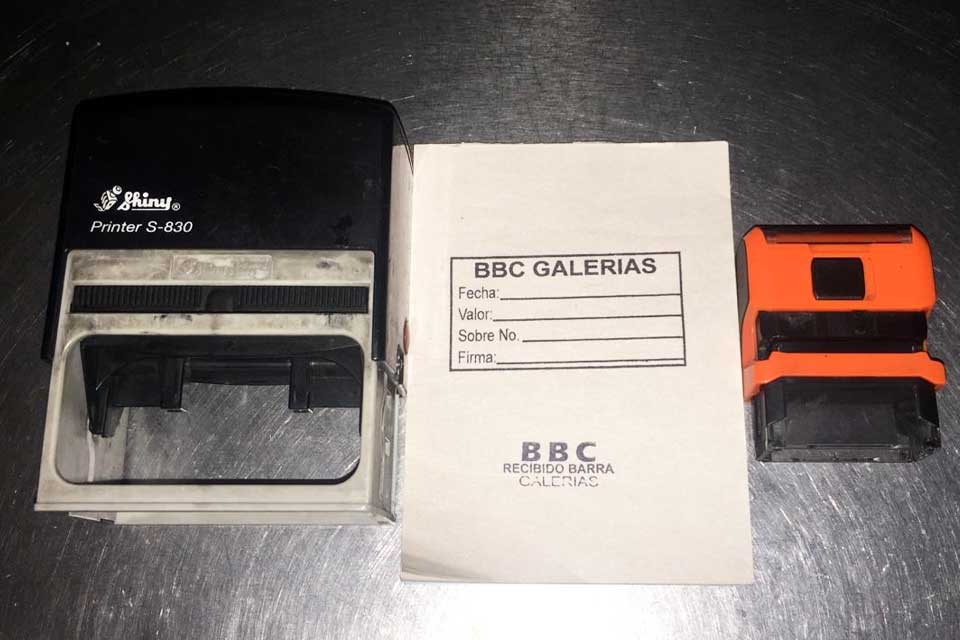 Shiny®
Printer S-830
BBC GALERIAS
Fecha:
Valor:
Sobre No.
Firma:
BBC
RECIBIDO BARRA
GALERIAS